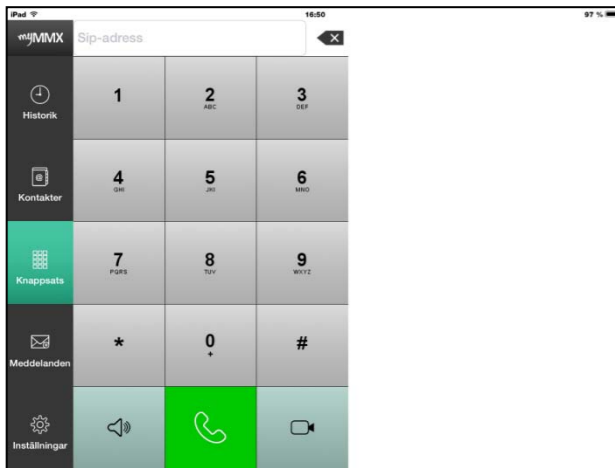 iPad 16:50 97 %
myMMX Sip-adress
Historik
Kontakter
Knappsats
Meddelanden
Inställningar
1
2
ABC
3
DEF
4
GHI
5
JKL
6
MNO
7
PQRS
8
TUV
9
WXYZ
*
0
+
#